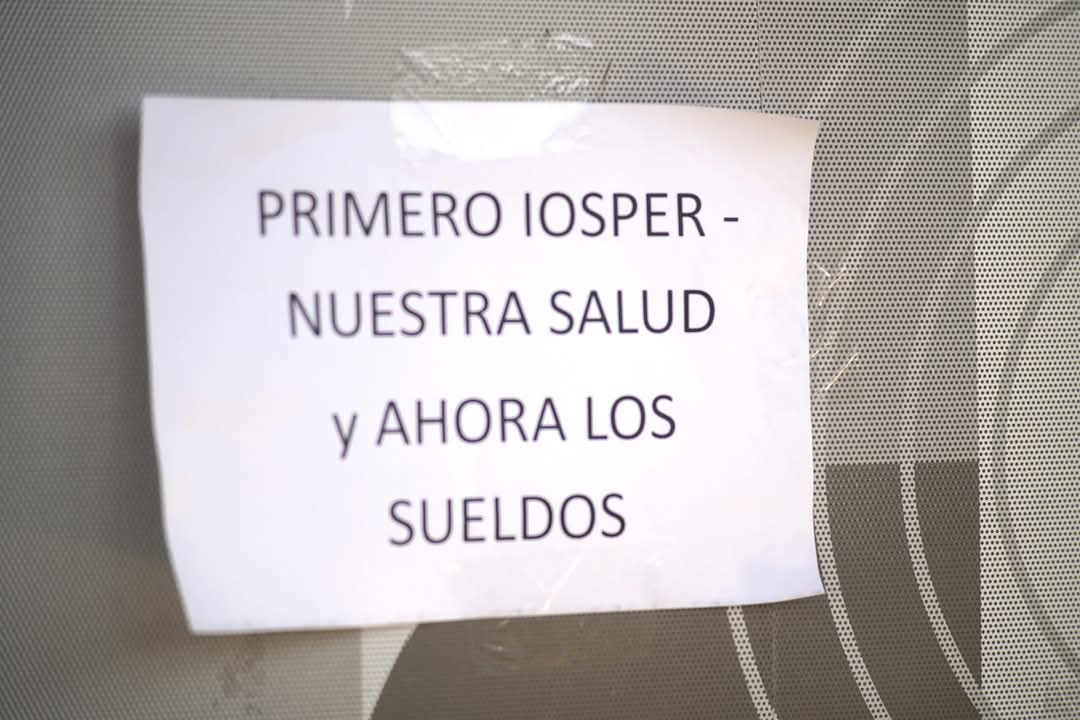 PRIMERO IOSPER -
NUESTRA SALUD
y AHORA LOS
SUELDOS